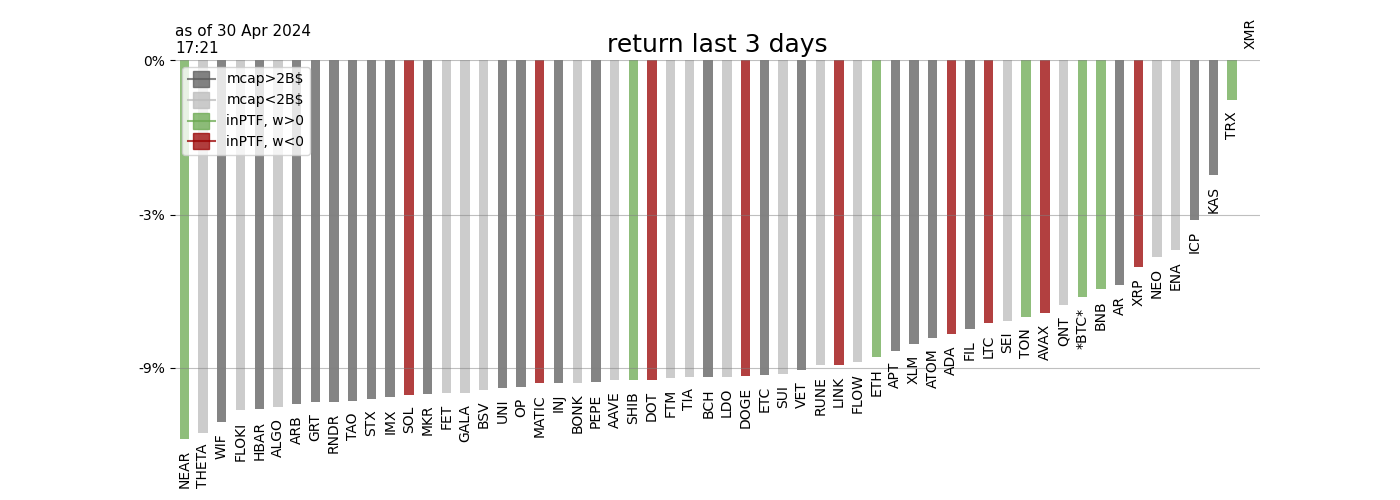 as of 30 Apr 2024
17:21
return last 3 days
XMR
0%
mcap>2B$
mcap<2B$
inPTF, w>0
inPTF, w<0
-3%
-9%
NEAR
THETA
WIF
FLOKI
HBAR
ALGO
ARB
GRT
RNDR
TAO
STX
IMX
SOL
MKR
FET
GALA
BSV
UNI
OP
MATIC
INJ
BONK
PEPE
AAVE
SHIB
DOT
FTM
TIA
BCH
LDO
DOGE
ETC
SUI
VET
RUNE
LINK
FLOW
ETH
APT
XLM
ATOM
ADA
FIL
LTC
SEI
TON
AVAX
QNT
*BTC*
BNB
AR
XRP
NEO
ENA
ICP
KAS
TRX